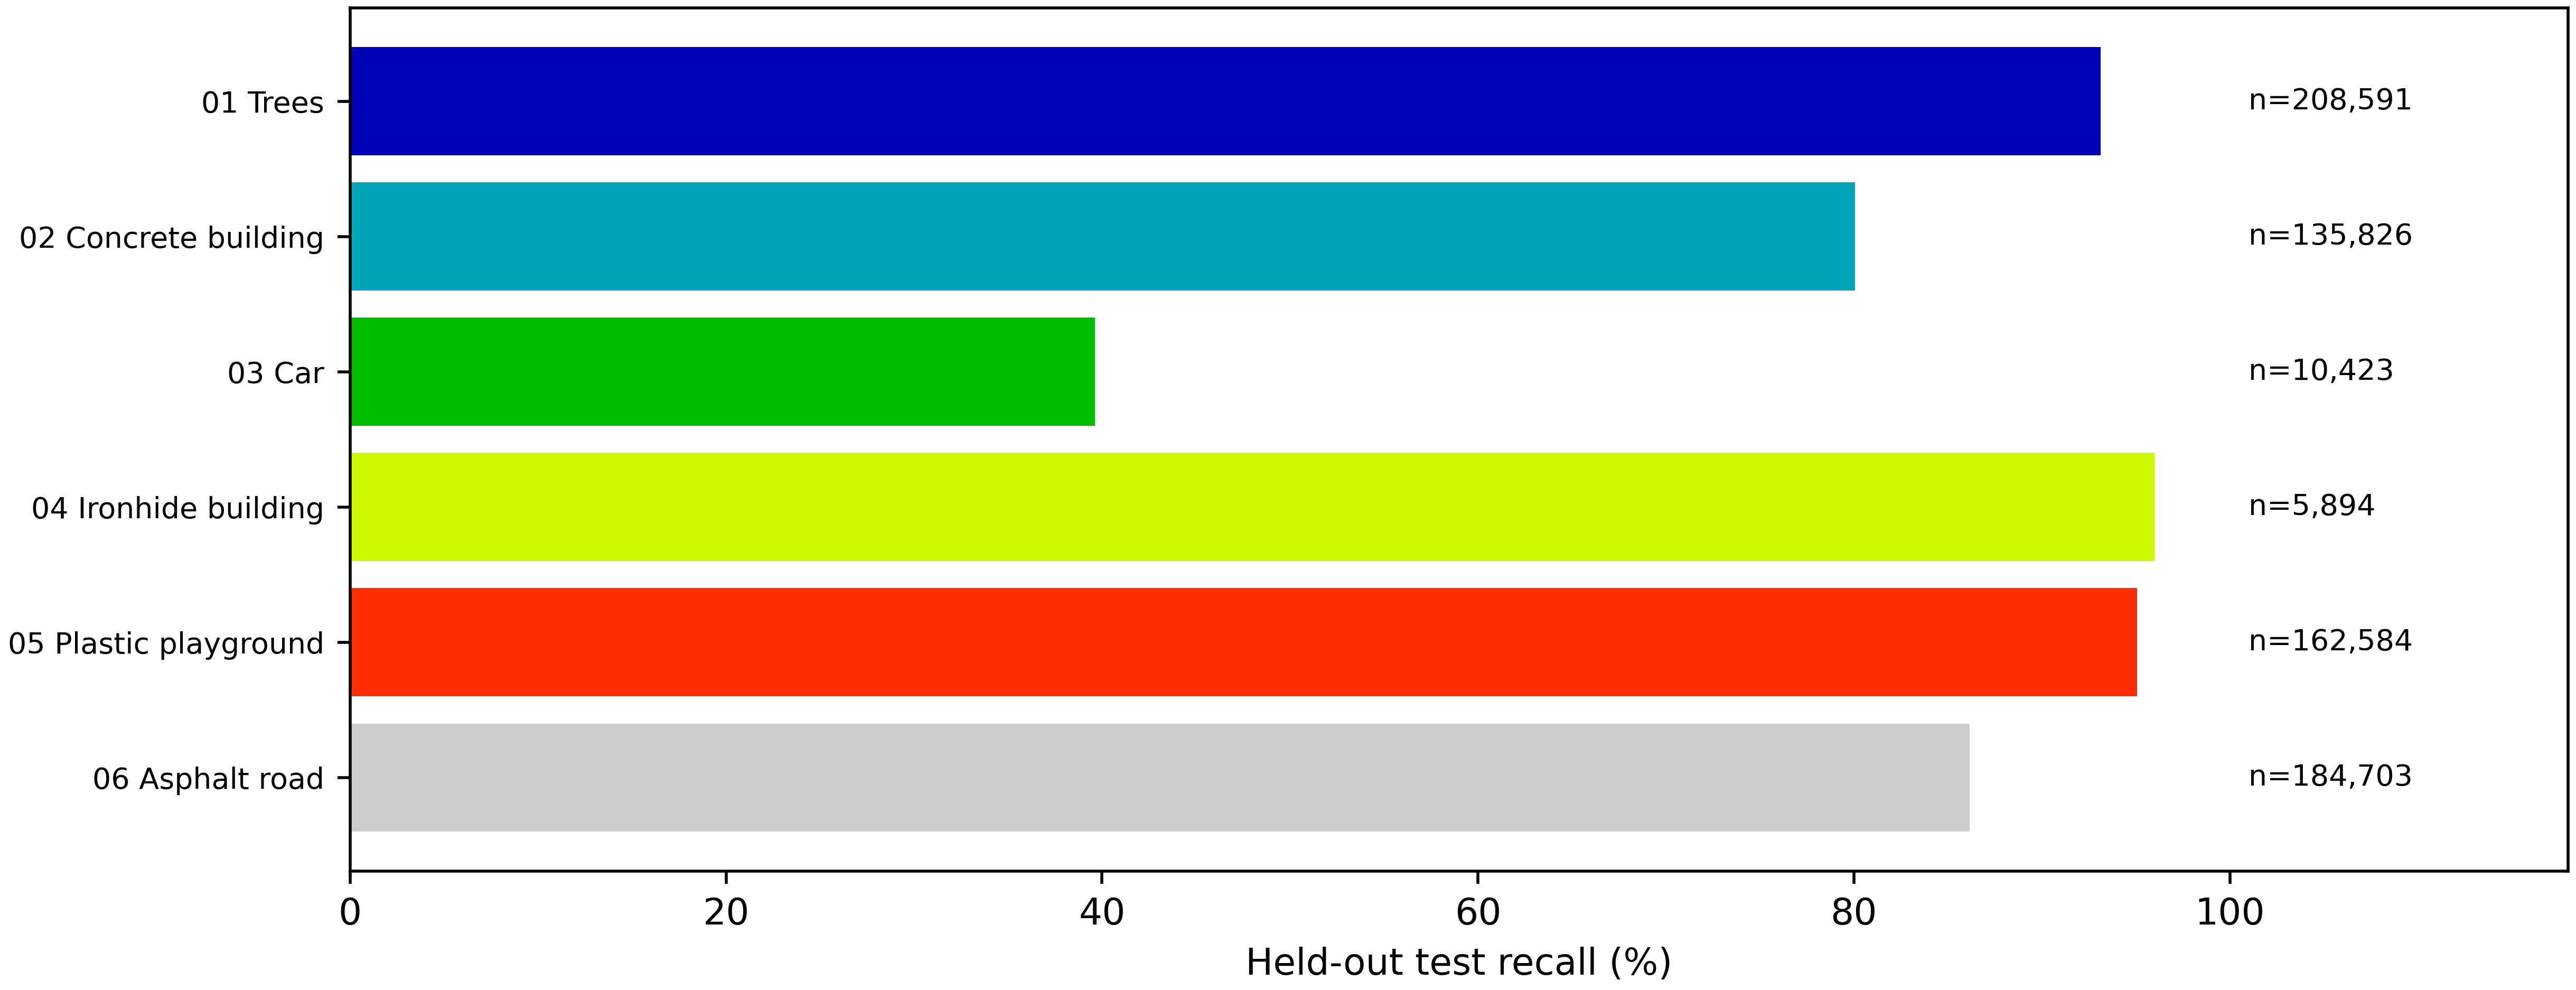 01 Trees n=208,591
02 Concrete building n=135,826
03 Car n=10,423
04 Ironhide building n=5,894
05 Plastic playground n=162,584
06 Asphalt road n=184,703
0 20 40 60 80 100
Held-out test recall (%)